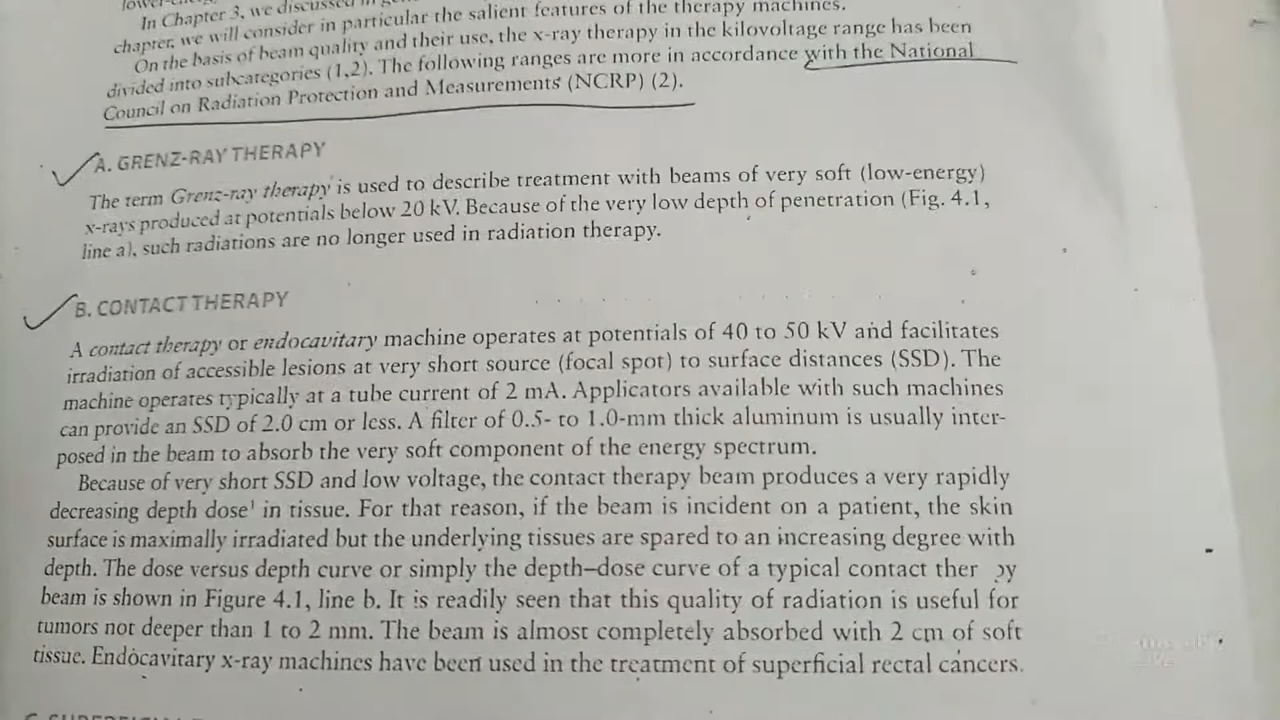 In Chapter 3, we discussed in
chapter, we will consider in particular the salient features of the therapy machines.
On the basis of beam quality and their use, the x-ray therapy in the kilovoltage range has been
divided into subcategories (1,2). The following ranges are more in accordance with the National
Council on Radiation Protection and Measurements (NCRP) (2).
A. GRENZ-RAY THERAPY
The term Grenz-ray therapy is used to describe treatment with beams of very soft (low-energy)
x-rays produced at potentials below 20 kV. Because of the very low depth of penetration (Fig. 4.1,
line a), such radiations are no longer used in radiation therapy.
B. CONTACT THERAPY
A contact therapy or endocavitary machine operates at potentials of 40 to 50 kV and facilitates
irradiation of accessible lesions at very short source (focal spot) to surface distances (SSD). The
machine operates typically at a tube current of 2 mA. Applicators available with such machines
can provide an SSD of 2.0 cm or less. A filter of 0.5- to 1.0-mm thick aluminum is usually inter-
posed in the beam to absorb the very soft component of the energy spectrum.
Because of very short SSD and low voltage, the contact therapy beam produces a very rapidly
decreasing depth dose¹ in tissue. For that reason, if the beam is incident on a patient, the skin
surface is maximally irradiated but the underlying tissues are spared to an increasing degree with
depth. The dose versus depth curve or simply the depth–dose curve of a typical contact ther py
beam is shown in Figure 4.1, line b. It is readily seen that this quality of radiation is useful for
tumors not deeper than 1 to 2 mm. The beam is almost completely absorbed with 2 cm of soft
tissue. Endocavitary x-ray machines have been used in the treatment of superficial rectal cancers.